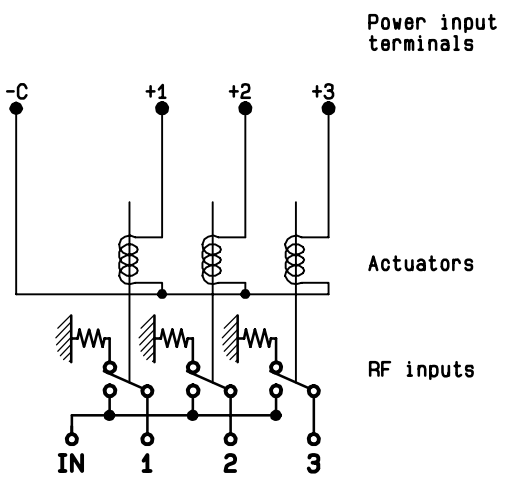 Power input
terminals
-C +1 +2 +3
Actuators
RF inputs
IN 1 2 3